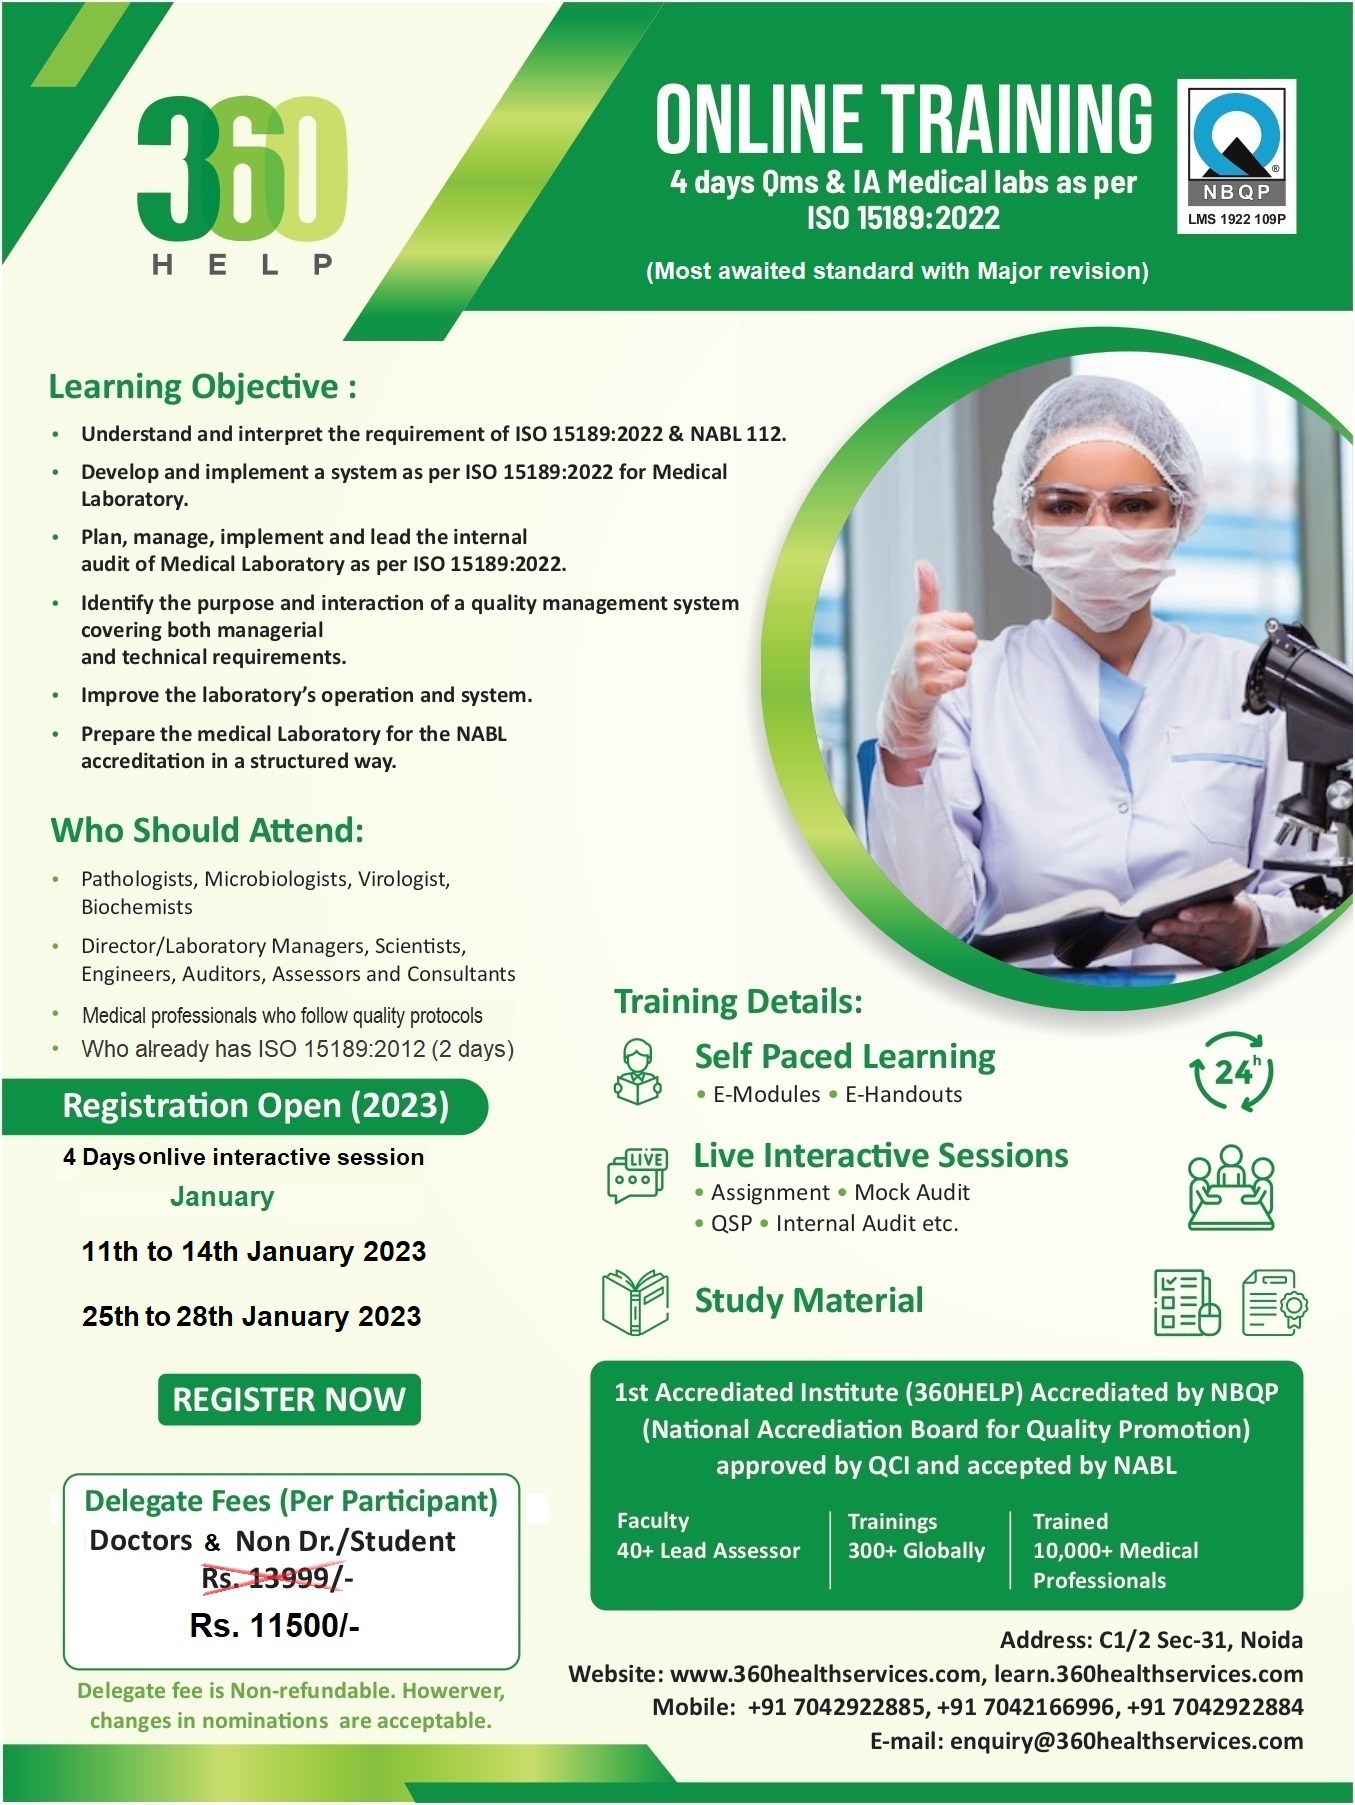 360
HELP
ONLINE TRAINING
4 days Qms & IA Medical labs as per
ISO 15189:2022
(Most awaited standard with Major revision)
®
NBQP
LMS 1922 109P
Learning Objective :
• Understand and interpret the requirement of ISO 15189:2022 & NABL 112.
• Develop and implement a system as per ISO 15189:2022 for Medical
Laboratory.
• Plan, manage, implement and lead the internal
audit of Medical Laboratory as per ISO 15189:2022.
• Identify the purpose and interaction of a quality management system
covering both managerial
and technical requirements.
• Improve the laboratory's operation and system.
• Prepare the medical Laboratory for the NABL
accreditation in a structured way.
Who Should Attend:
• Pathologists, Microbiologists, Virologist,
Biochemists
• Director/Laboratory Managers, Scientists,
Engineers, Auditors, Assessors and Consultants
• Medical professionals who follow quality protocols
• Who already has ISO 15189:2012 (2 days)
Registration Open (2023)
4 Days onlive interactive session
January
11th to 14th January 2023
25th to 28th January 2023
REGISTER NOW
Delegate Fees (Per Participant)
Doctors & Non Dr./Student
Rs. 13999/-
Rs. 11500/-
Delegate fee is Non-refundable. Howerver,
changes in nominations are acceptable.
Training Details:
Self Paced Learning
• E-Modules • E-Handouts
24h
LIVE
Live Interactive Sessions
• Assignment • Mock Audit
• QSP • Internal Audit etc.
Study Material
1st Accrediated Institute (360HELP) Accrediated by NBQP
(National Accrediation Board for Quality Promotion)
approved by QCI and accepted by NABL
Faculty
40+ Lead Assessor
Trainings
300+ Globally
Trained
10,000+ Medical
Professionals
Address: C1/2 Sec-31, Noida
Website: www.360healthservices.com, learn.360healthservices.com
Mobile: +91 7042922885, +91 7042166996, +91 7042922884
E-mail: enquiry@360healthservices.com